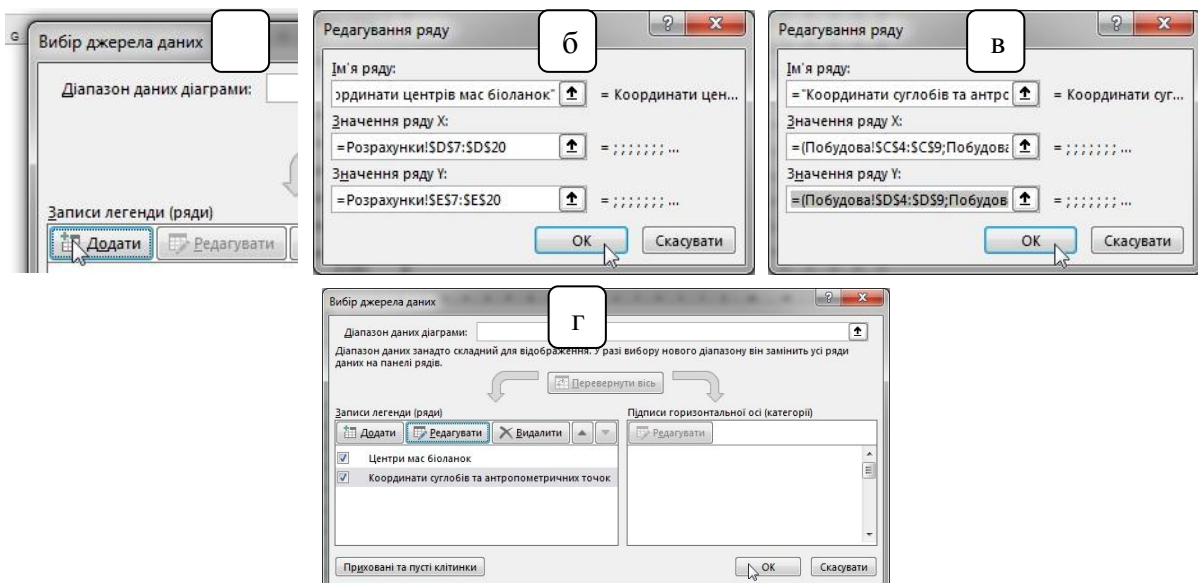 G
Вибір джерела даних
Діапазон даних діаграми:
Записи легенди (ряди)
Додати Редагувати
Редагування ряду
б
Ім'я ряду:
ординати центрів мас біоланок" = Координати цен...
Значення ряду X:
=Розрахунки!$D$7:$D$20 = ; ; ; ; ; ; ; ...
Значення ряду Y:
=Розрахунки!$E$7:$E$20 = ; ; ; ; ; ; ; ...
OK Скасувати
Редагування ряду
в
Ім'я ряду:
="Координати суглобів та антрс = Координати суг...
Значення ряду X:
=(Побудова!$C$4:$C$9;Побудова = ; ; ; ; ; ; ; ...
Значення ряду Y:
=(Побудова!$D$4:$D$9;Побудов = ; ; ; ; ; ; ; ...
OK Скасувати
Вибір джерела даних
г
Діапазон даних діаграми:
Діапазон даних занадто складний для відображення. У разі вибору нового діапазону він замінить усі ряди
даних на панелі рядів.
Перевернути вісь
Записи легенди (ряди) Підписи горизонтальної осі (категорії)
Додати Редагувати Видалити Редагувати
Центри мас біоланок
Координати суглобів та антропометричних точок
Приховані та пусті клітинки OK Скасувати